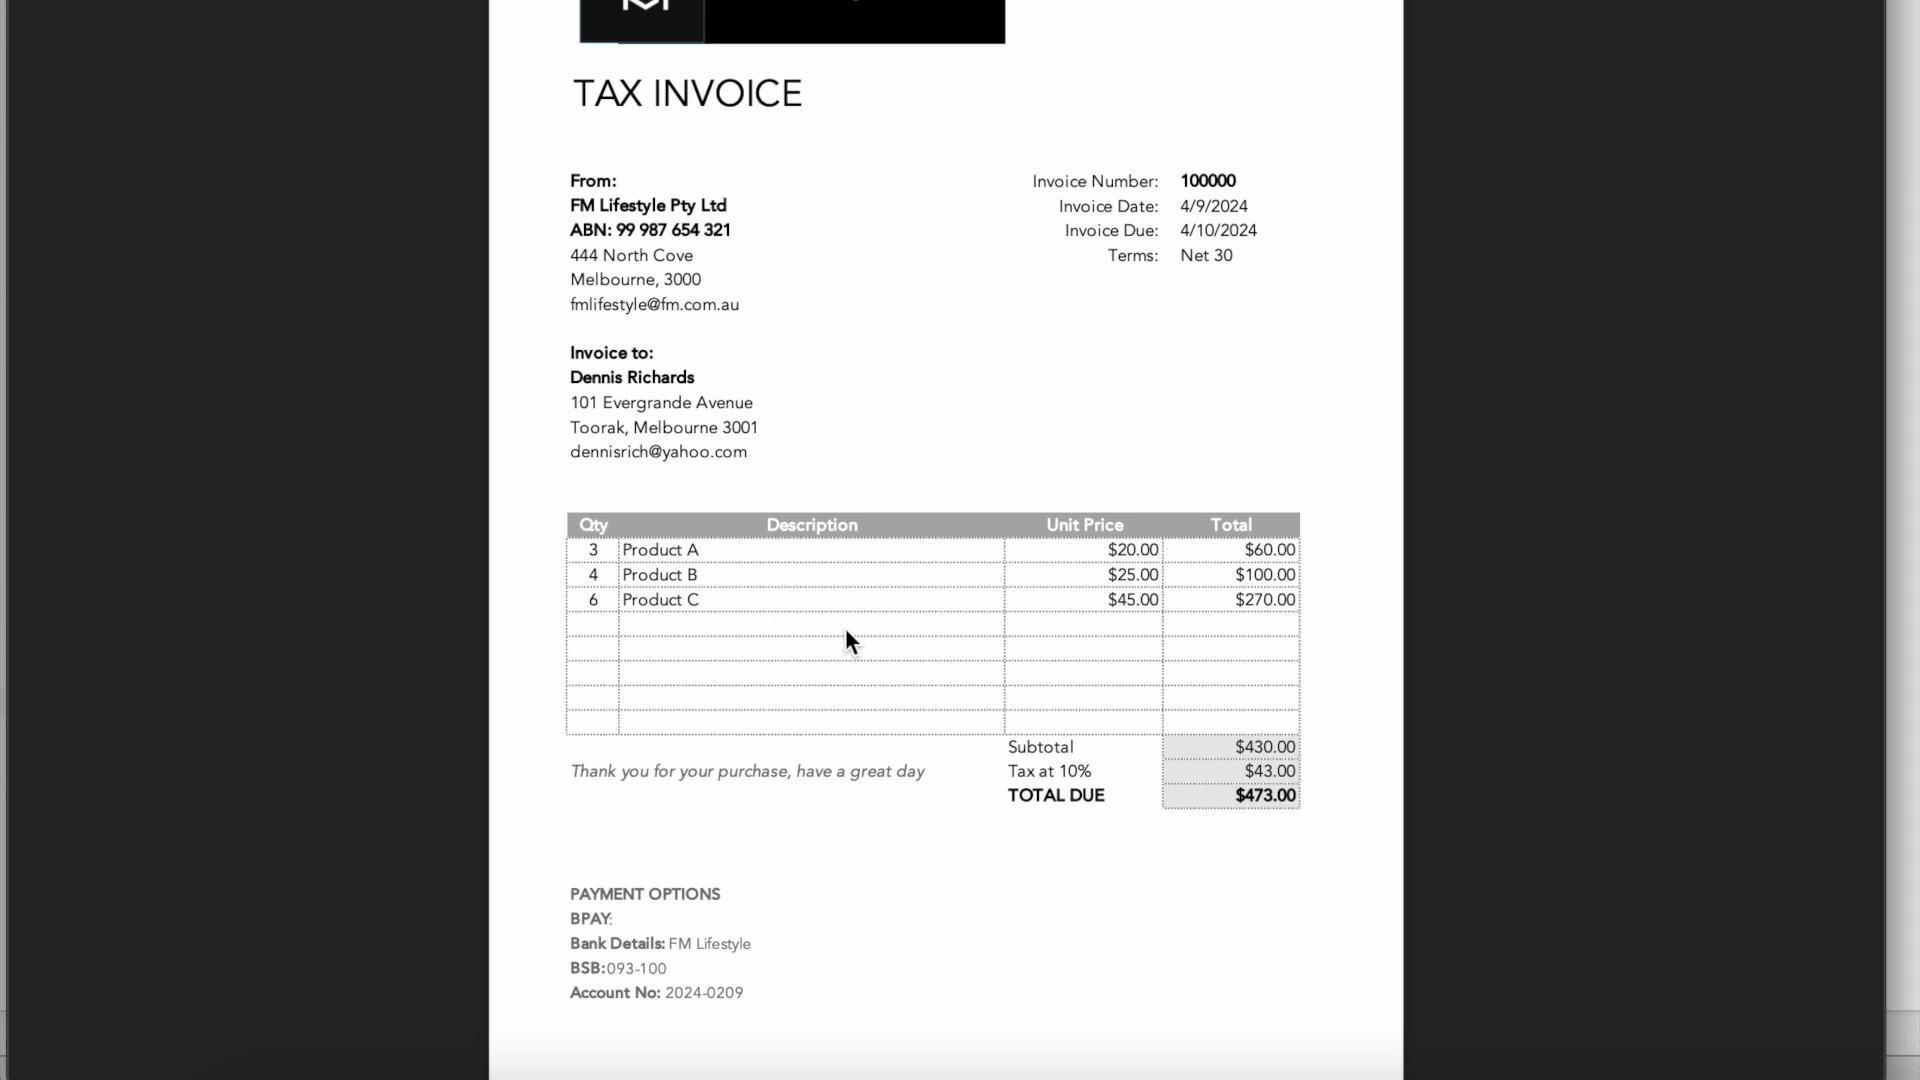 TAX INVOICE
From:
FM Lifestyle Pty Ltd
ABN: 99 987 654 321
444 North Cove
Melbourne, 3000
fmlifestyle@fm.com.au
Invoice Number: 100000
Invoice Date: 4/9/2024
Invoice Due: 4/10/2024
Terms: Net 30
Invoice to:
Dennis Richards
101 Evergrande Avenue
Toorak, Melbourne 3001
dennisrich@yahoo.com
Qty Description Unit Price Total
3 Product A $20.00 $60.00
4 Product B $25.00 $100.00
6 Product C $45.00 $270.00
Subtotal $430.00
Thank you for your purchase, have a great day Tax at 10% $43.00
TOTAL DUE $473.00
PAYMENT OPTIONS
BPAY:
Bank Details: FM Lifestyle
BSB:093-100
Account No: 2024-0209